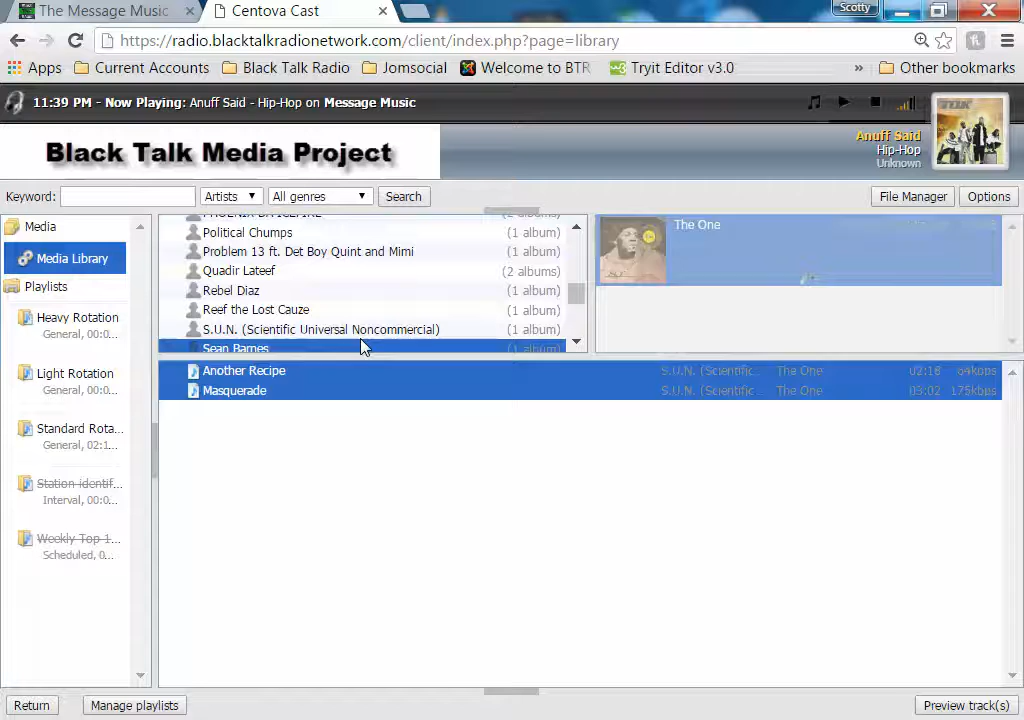 The Message Music
Centova Cast
Scotty
https://radio.blacktalkradionetwork.com/client/index.php?page=library
Apps Current Accounts Black Talk Radio Jomsocial Welcome to BTR Tryit Editor v3.0 » Other bookmarks
11:39 PM - Now Playing: Anuff Said - Hip-Hop on Message Music
Black Talk Media Project
Anuff Said
Hip-Hop
Unknown
Keyword: Artists All genres Search File Manager Options
Media
Media Library
Playlists
Heavy Rotation
General, 00:0...
Light Rotation
General, 00:0...
Standard Rota...
General, 02:1...
Station identif...
Interval, 00:0...
Weekly Top 1...
Scheduled, 0...
PHOENIX DA ICEFIRE (2 albums)
Political Chumps (1 album)
Problem 13 ft. Det Boy Quint and Mimi (1 album)
Quadir Lateef (2 albums)
Rebel Diaz (1 album)
Reef the Lost Cauze (1 album)
S.U.N. (Scientific Universal Noncommercial) (1 album)
Sean Barnes (1 album)
The One
Another Recipe S.U.N. (Scientific... The One 02:18 64kbps
Masquerade S.U.N. (Scientific... The One 03:02 175kbps
Return Manage playlists Preview track(s)